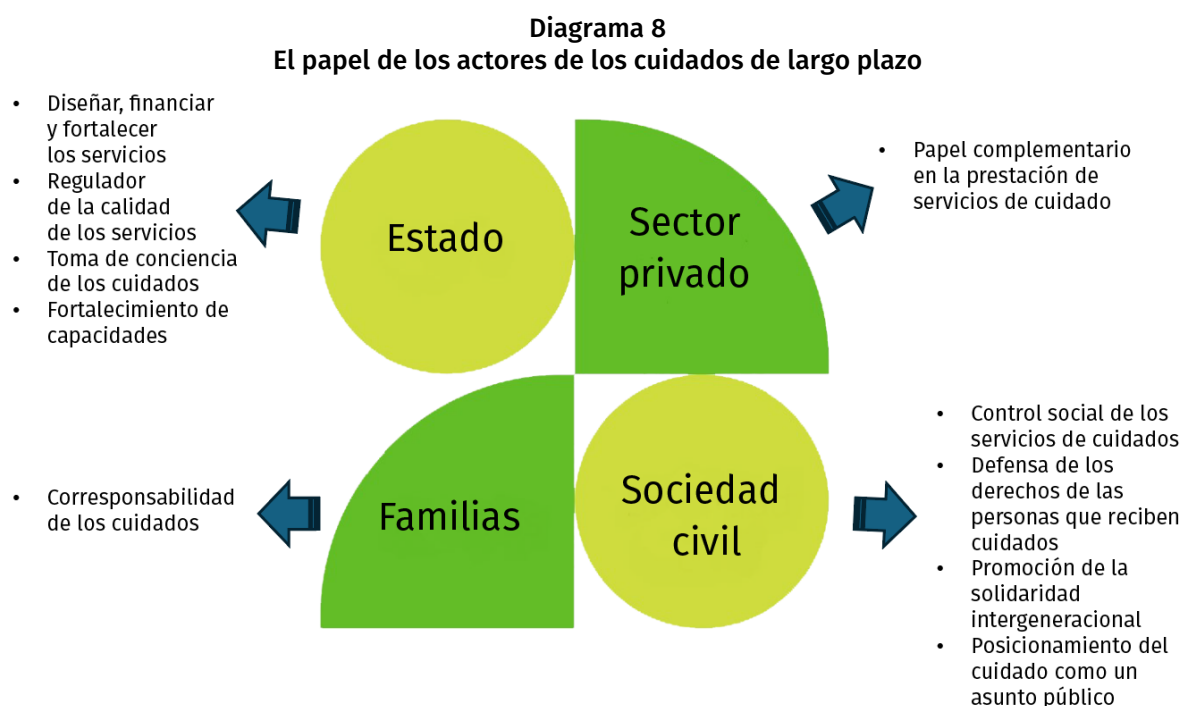 Diagrama 8
El papel de los actores de los cuidados de largo plazo
• Diseñar, financiar
y fortalecer
los servicios
• Regulador
de la calidad
de los servicios
• Toma de conciencia
de los cuidados
• Fortalecimiento de
capacidades
Estado
Sector
privado
• Papel complementario
en la prestación de
servicios de cuidado
• Corresponsabilidad
de los cuidados
Familias
Sociedad
civil
• Control social de los
servicios de cuidados
• Defensa de los
derechos de las
personas que reciben
cuidados
• Promoción de la
solidaridad
intergeneracional
• Posicionamiento del
cuidado como un
asunto público